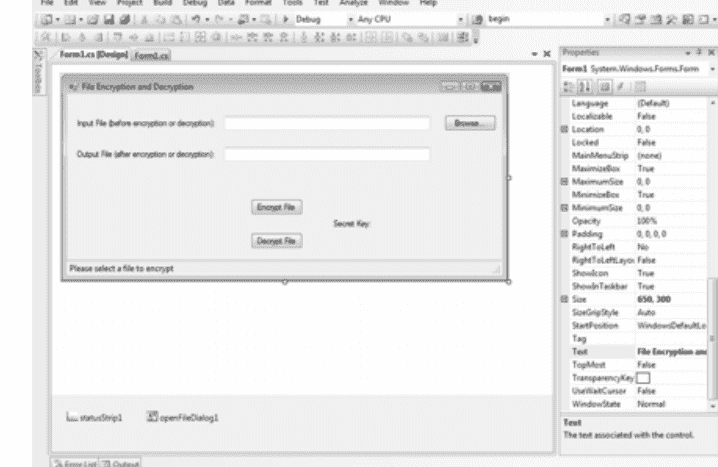 File Edit View Project Build Debug Data Format Tools Test Analyze Window Help
Debug Any CPU begin
Form1.cs [Design] Form1.cs
Toolbox
File Encryption and Decryption
Input File (before encryption or decryption):
Browse...
Output File (after encryption or decryption):
Encrypt File
Secret Key:
Decrypt File
Please select a file to encrypt
statusStrip1 openFileDialog1
Error List Output
Properties
Form1 System.Windows.Forms.Form
Language (Default)
Localizable False
Location 0, 0
Locked False
MainMenuStrip (none)
MaximizeBox True
MaximumSize 0, 0
MinimizeBox True
MinimumSize 0, 0
Opacity 100%
Padding 0, 0, 0, 0
RightToLeft No
RightToLeftLayou False
ShowIcon True
ShowInTaskbar True
Size 650, 300
SizeGripStyle Auto
StartPosition WindowsDefaultLo
Tag
Text File Encryption and
TopMost False
TransparencyKey
UseWaitCursor False
WindowState Normal
Text
The text associated with the control.